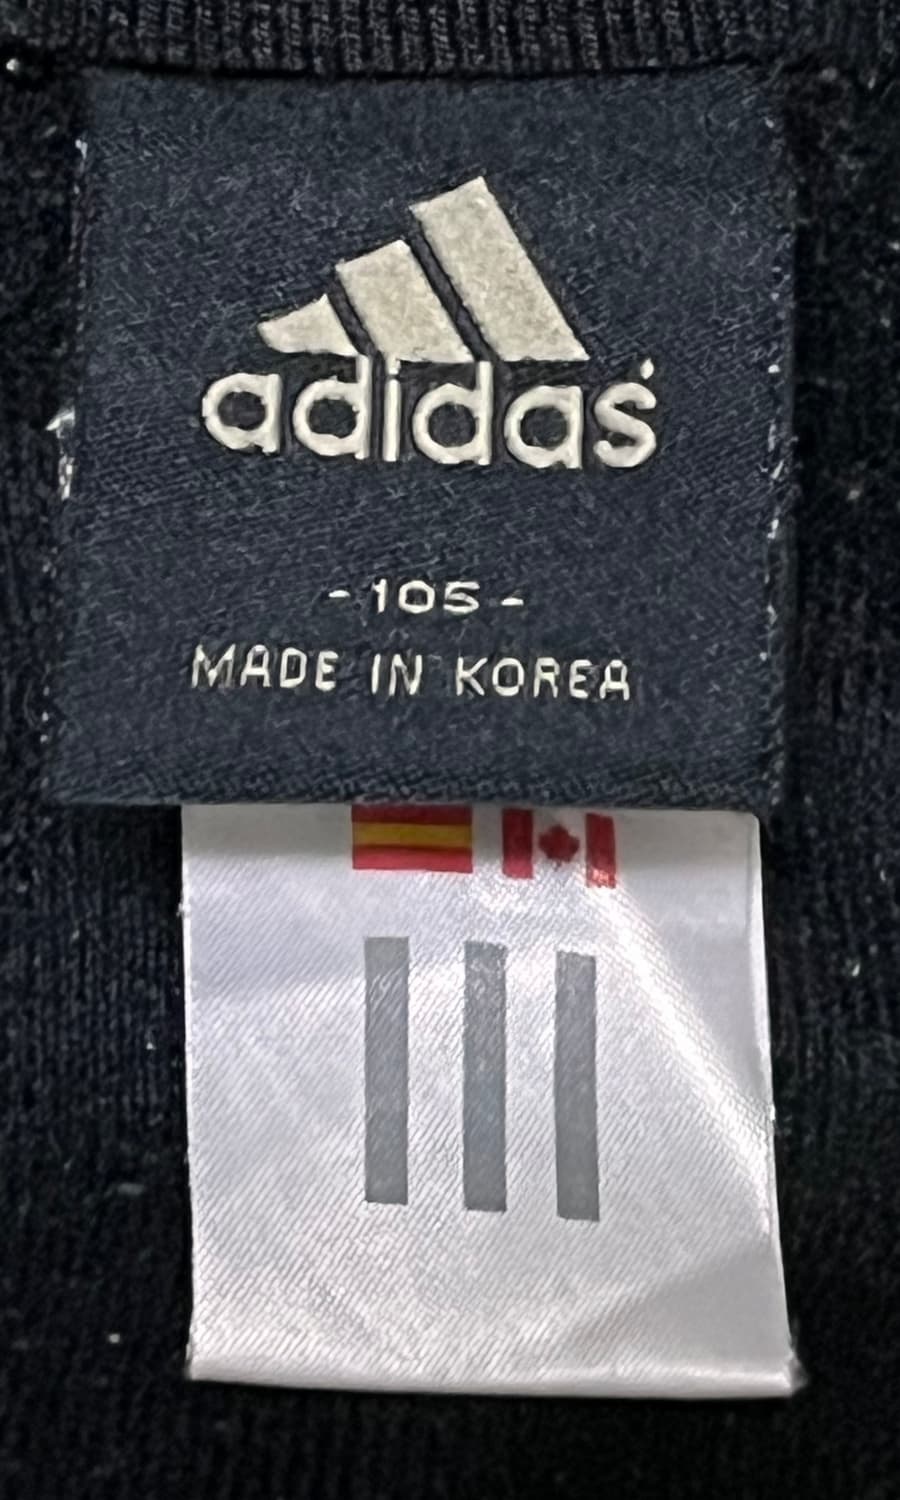 adidas
- 105 -
MADE IN KOREA